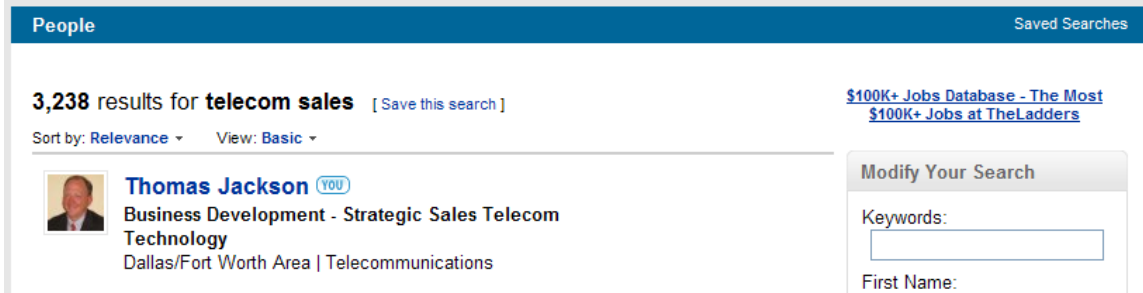 People
Saved Searches
3,238 results for telecom sales [ Save this search ]
Sort by: Relevance View: Basic
Thomas Jackson YOU
Business Development - Strategic Sales Telecom
Technology
Dallas/Fort Worth Area | Telecommunications
$100K+ Jobs Database - The Most
$100K+ Jobs at TheLadders
Modify Your Search
Keywords:
First Name: